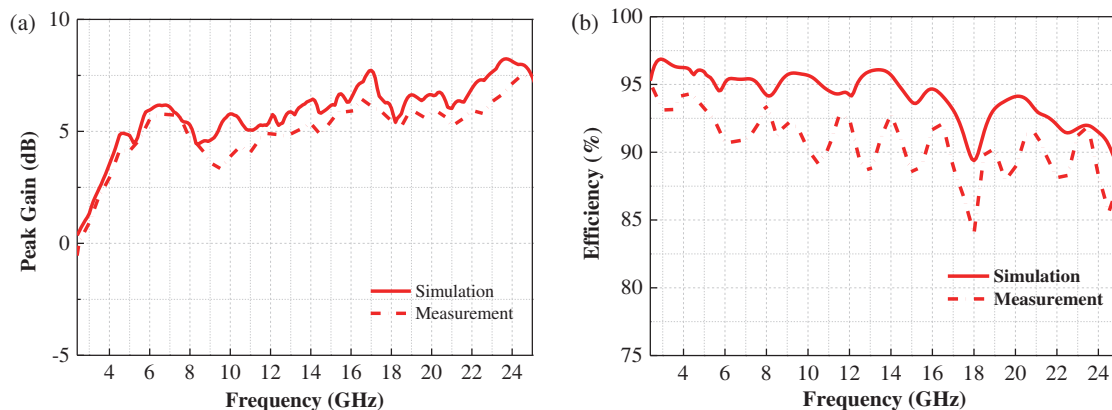 (a)
10
5
0
-5
Peak Gain (dB)
Simulation
Measurement
4 6 8 10 12 14 16 18 20 22 24
Frequency (GHz)
(b)
100
95
90
85
80
75
Efficiency (%)
Simulation
Measurement
4 6 8 10 12 14 16 18 20 22 24
Frequency (GHz)